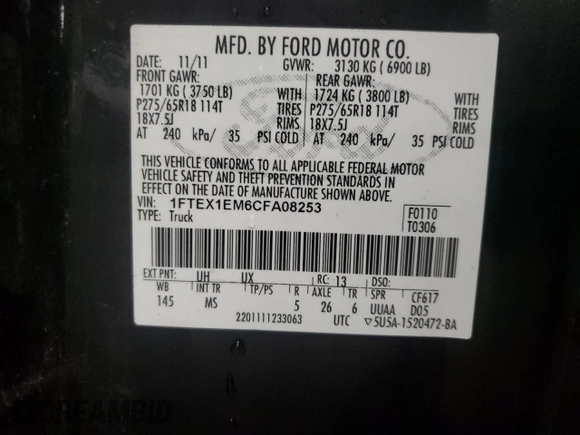 MFD. BY FORD MOTOR CO.
DATE: 11/11 GVWR: 3130 KG ( 6900 LB)
FRONT GAWR: REAR GAWR:
1701 KG ( 3750 LB) WITH 1724 KG ( 3800 LB) WITH
P275/65R18 114T TIRES P275/65R18 114T TIRES
18X7.5J RIMS 18X7.5J RIMS
AT 240 kPa/ 35 PSI COLD AT 240 kPa/ 35 PSI COLD
THIS VEHICLE CONFORMS TO ALL APPLICABLE FEDERAL MOTOR
VEHICLE SAFETY AND THEFT PREVENTION STANDARDS IN
EFFECT ON THE DATE OF MANUFACTURE SHOWN ABOVE.
VIN: 1FTEX1EM6CFA08253
TYPE: Truck
F0110
T0306
EXT PNT: UH UX RC: 13 DSO:
WB INT TR TP/PS R AXLE TR SPR CF617
145 MS 5 26 6 UUAA D05
2201111233063 UTC ▽5U5A-1520472-BA
Ford
DREAMBID